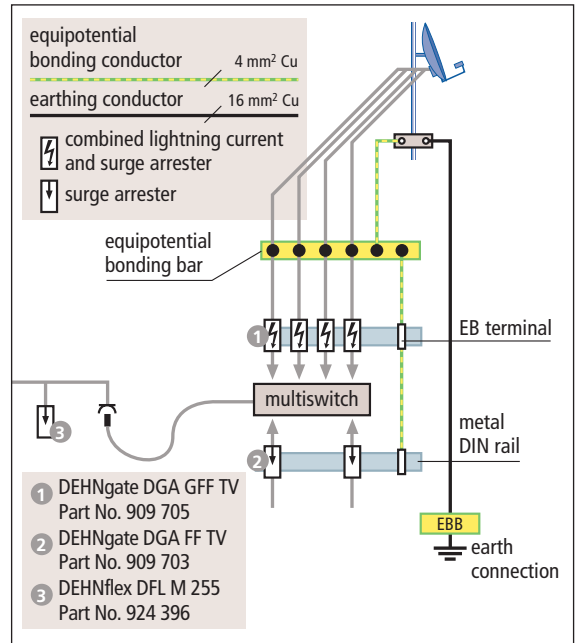 equipotential
bonding conductor 4 mm² Cu
earthing conductor 16 mm² Cu
combined lightning current
and surge arrester
surge arrester
equipotential
bonding bar
1
EB terminal
multiswitch
3
metal
DIN rail
2
1 DEHNgate DGA GFF TV
Part No. 909 705
2 DEHNgate DGA FF TV
Part No. 909 703
3 DEHNflex DFL M 255
Part No. 924 396
EBB
earth
connection